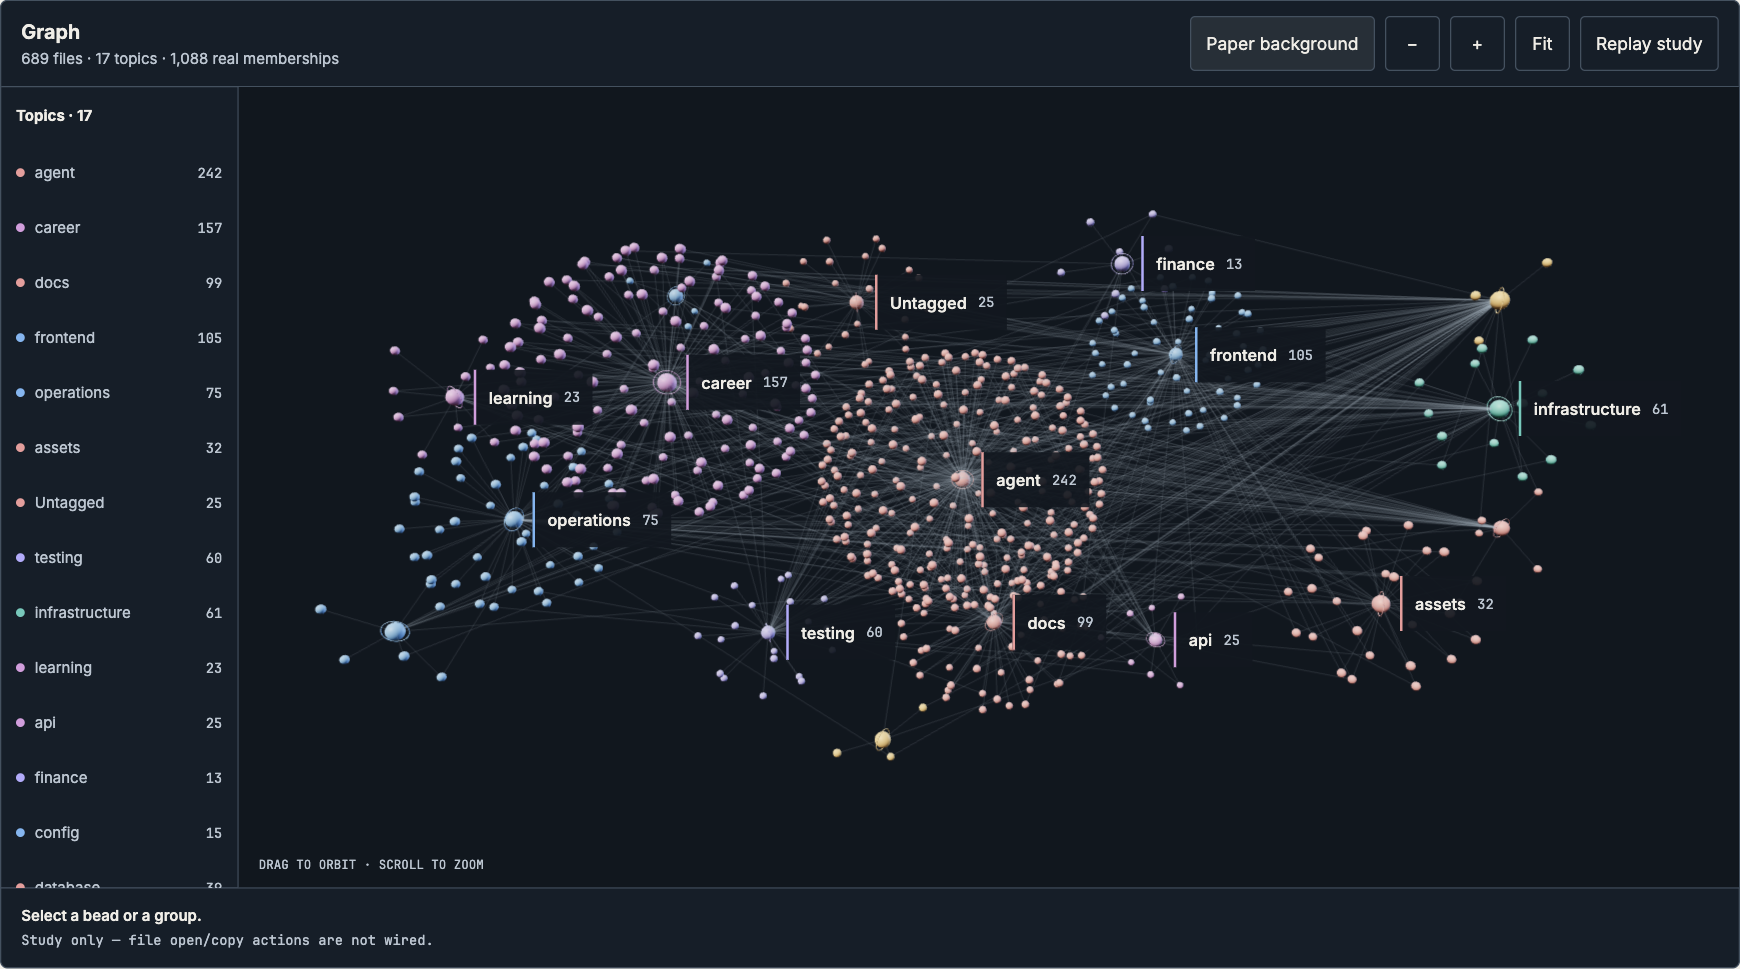 Graph
689 files · 17 topics · 1,088 real memberships
Paper background
−
+
Fit
Replay study
Topics · 17
agent 242
career 157
docs 99
frontend 105
operations 75
assets 32
Untagged 25
testing 60
infrastructure 61
learning 23
api 25
finance 13
config 15
database 39
finance 13
Untagged 25
frontend 105
career 157
learning 23
infrastructure 61
agent 242
operations 75
assets 32
docs 99
testing 60
api 25
DRAG TO ORBIT · SCROLL TO ZOOM
Select a bead or a group.
Study only — file open/copy actions are not wired.